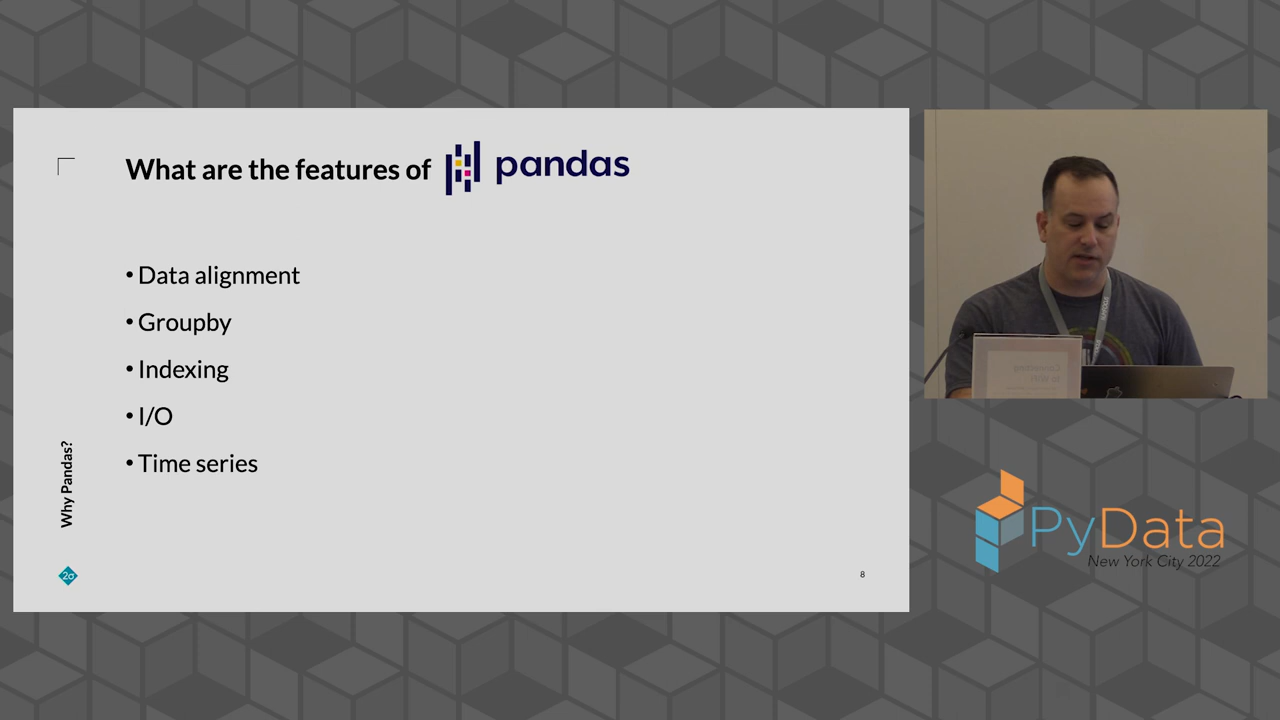 What are the features of pandas
• Data alignment
• Groupby
• Indexing
• I/O
• Time series
Why Pandas?
2σ
8
PyData
New York City 2022